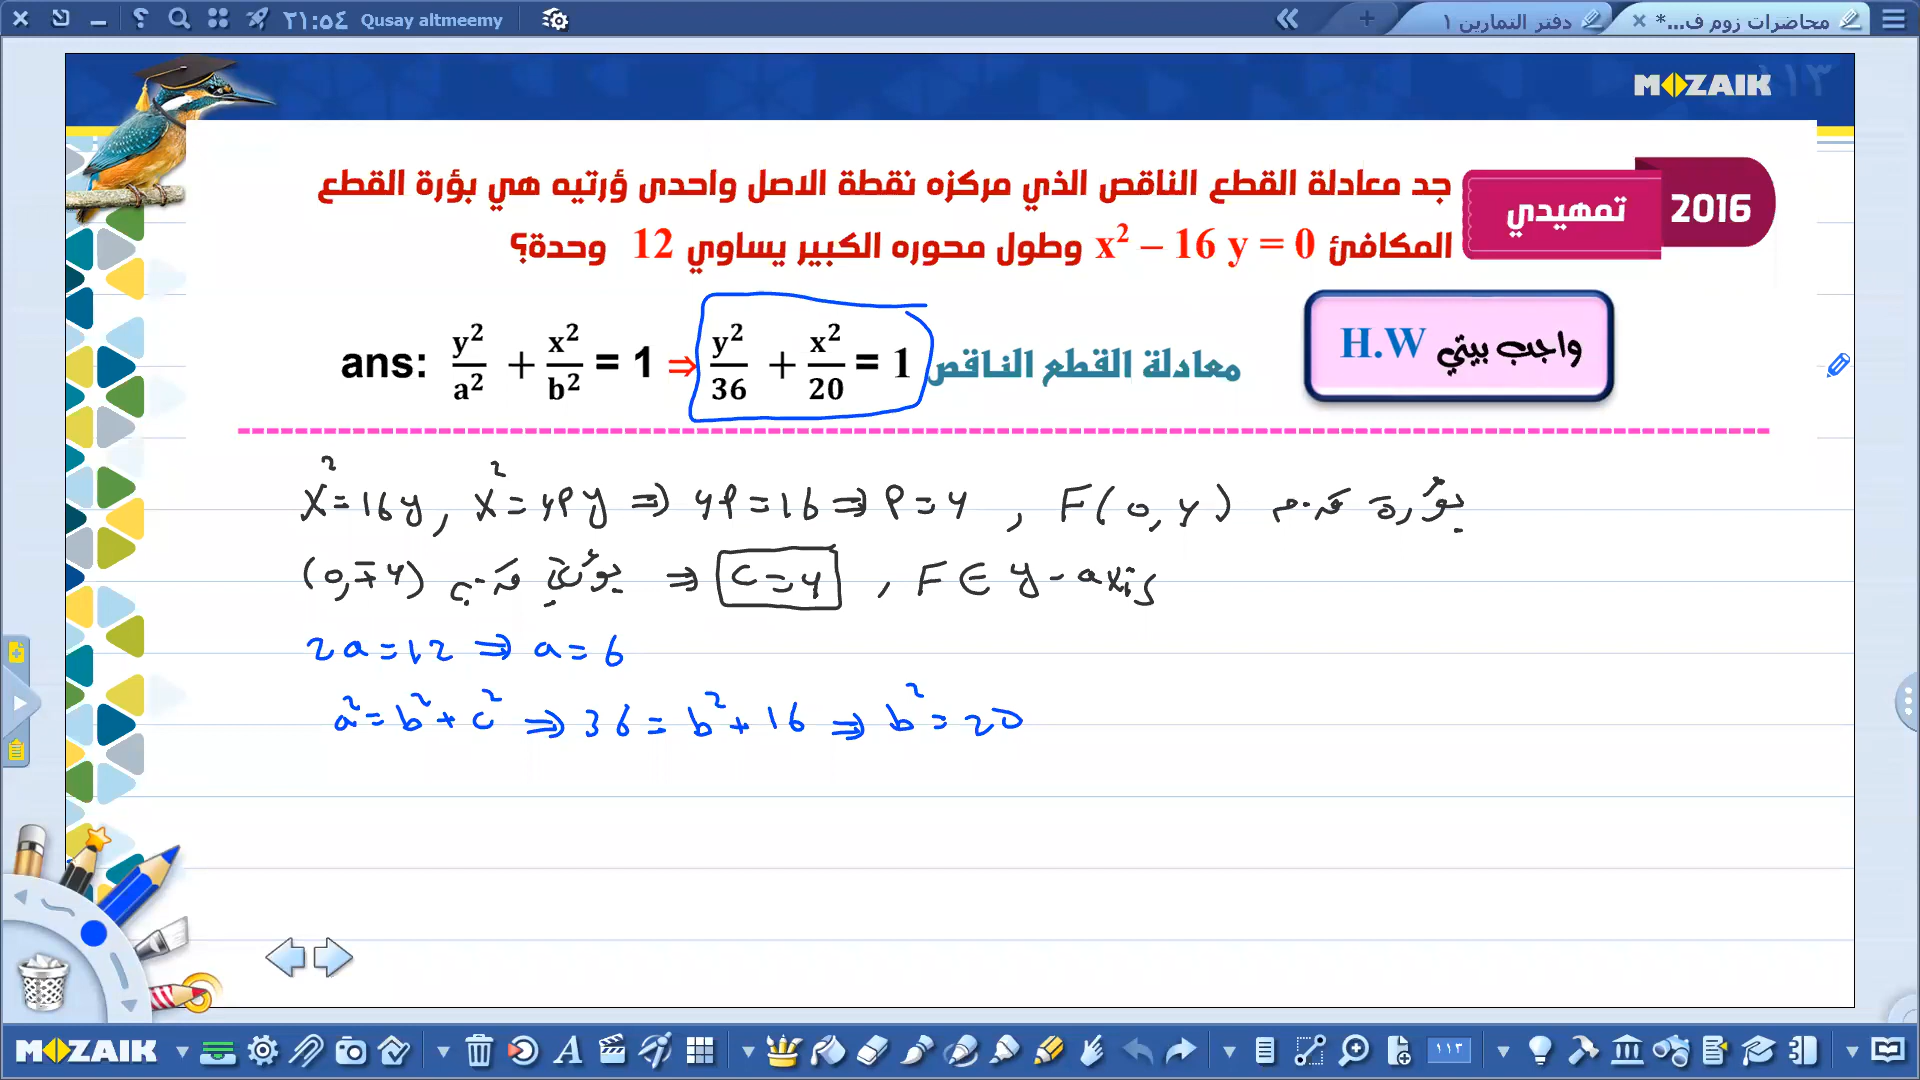 ٢١:٥٤ Qusay altmeemy
دفتر التمارين ١
محاضرات زوم ف...*
MOZAIK ١١٣
2016 تمهيدي
جد معادلة القطع الناقص الذي مركزه نقطة الاصل واحدى ؤرتيه هي بؤرة القطع
المكافئ x² – 16 y = 0 وطول محوره الكبير يساوي 12 وحدة؟
واجب بيتي H.W
ans: y²/a² + x²/b² = 1 ⇒ y²/36 + x²/20 = 1 معادلة القطع الناقص
x² = 16y, x² = 4Py ⇒ 4P = 16 ⇒ P = 4, F(0,4) بؤرة ق.م
(0,∓4) بؤرتي ق.ن ⇒ c = 4, F ∈ y-axis
2a = 12 ⇒ a = 6
a² = b² + c² ⇒ 36 = b² + 16 ⇒ b² = 20
MOZAIK
١١٣